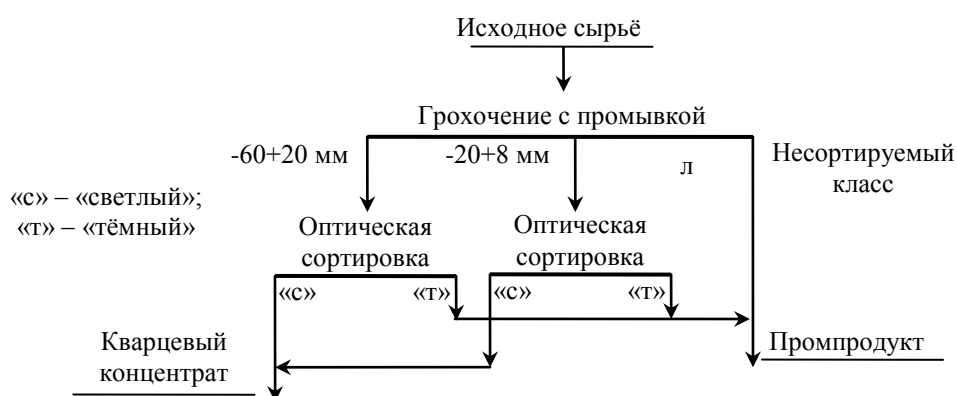 Исходное сырьё
Грохочение с промывкой
-60+20 мм
-20+8 мм
л
Несортируемый
класс
«с» – «светлый»;
«т» – «тёмный»
Оптическая
сортировка
Оптическая
сортировка
«с»
«т»
«с»
«т»
Кварцевый
концентрат
Промпродукт